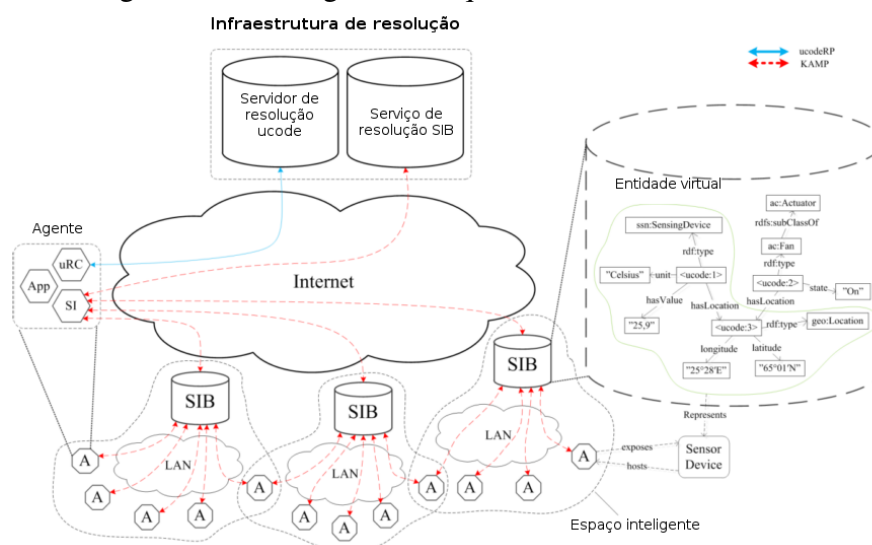 Infraestrutura de resolução
ucodeRP
KAMP
Servidor de
resolução
ucode
Serviço de
resolução SIB
Entidade virtual
ac:Actuator
rdfs:subClassOf
ssn:SensingDevice
ac:Fan
rdf:type
rdf:type
"Celsius"
unit
<ucode:1>
<ucode:2>
state
"On"
hasValue
hasLocation
hasLocation
"25,9"
<ucode:3>
rdf:type
geo:Location
longitude
latitude
"25°28'E"
"65°01'N"
Represents
Agente
uRC
App
SI
Internet
SIB
SIB
SIB
LAN
LAN
LAN
A
A
A
A
A
A
A
A
A
A
A
A
A
exposes
hosts
Sensor
Device
Espaço inteligente